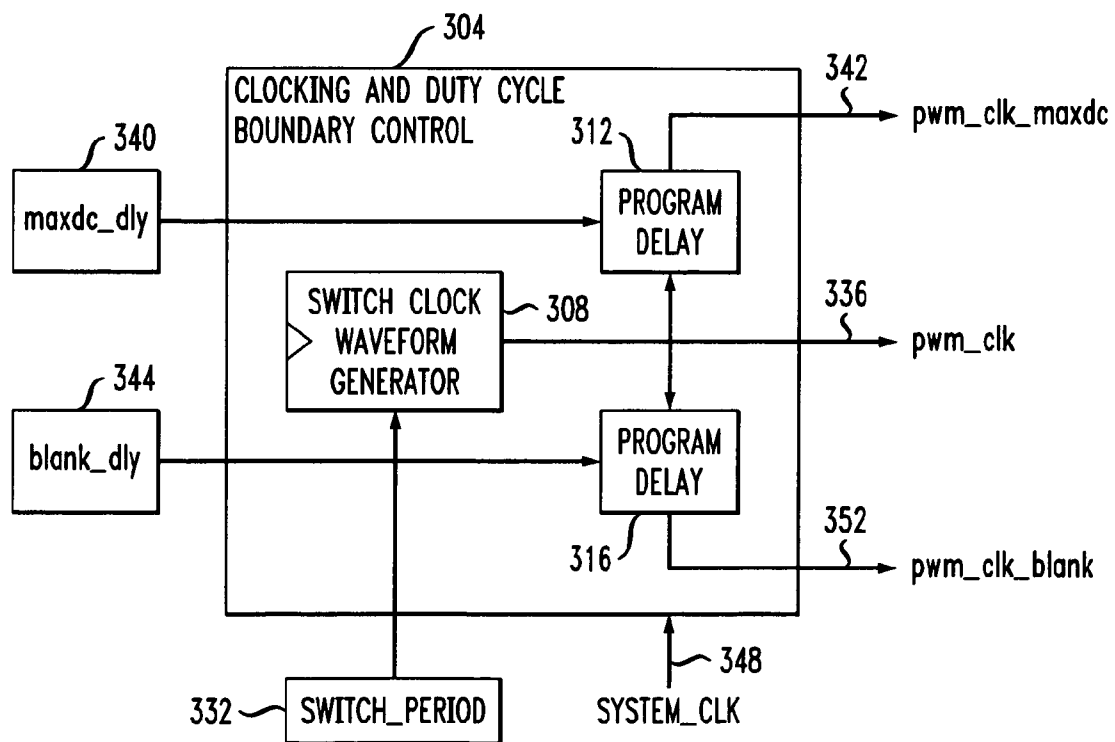 304
CLOCKING AND DUTY CYCLE
BOUNDARY CONTROL
342
pwm_clk_maxdc
340
maxdc_dly
312
PROGRAM
DELAY
SWITCH CLOCK
WAVEFORM
GENERATOR
308
336
pwm_clk
344
blank_dly
PROGRAM
DELAY
316
352
pwm_clk_blank
348
332
SWITCH_PERIOD
SYSTEM_CLK